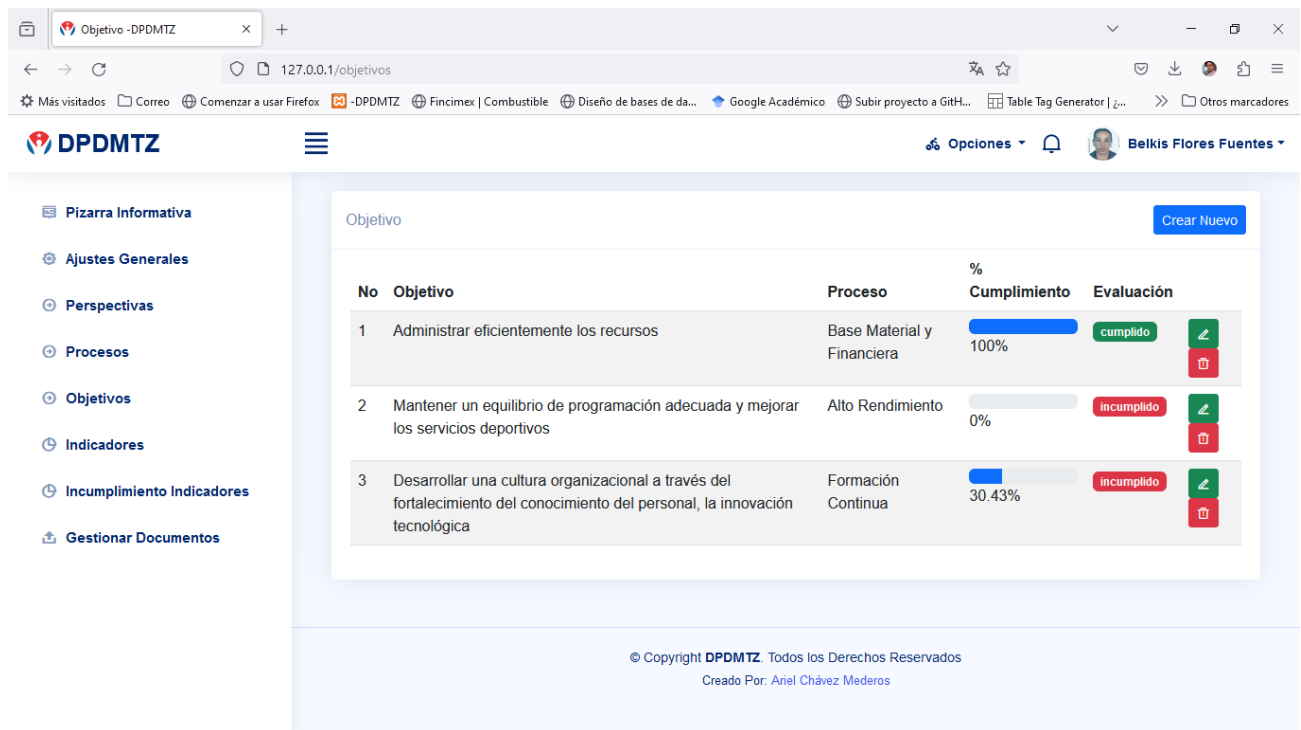 Objetivo -DPDMTZ
127.0.0.1/objetivos
Más visitados Correo Comenzar a usar Firefox -DPDMTZ Fincimex | Combustible Diseño de bases de da... Google Académico Subir proyecto a GitH... Table Tag Generator | ¿... Otros marcadores
DPDMTZ Opciones Belkis Flores Fuentes
Pizarra Informativa
Ajustes Generales
Perspectivas
Procesos
Objetivos
Indicadores
Incumplimiento Indicadores
Gestionar Documentos
Objetivo Crear Nuevo
%
No Objetivo Proceso Cumplimiento Evaluación
1 Administrar eficientemente los recursos Base Material y cumplido
Financiera 100%
2 Mantener un equilibrio de programación adecuada y mejorar Alto Rendimiento incumplido
los servicios deportivos 0%
3 Desarrollar una cultura organizacional a través del Formación incumplido
fortalecimiento del conocimiento del personal, la innovación Continua 30.43%
tecnológica
© Copyright DPDMTZ. Todos los Derechos Reservados
Creado Por: Ariel Chávez Mederos